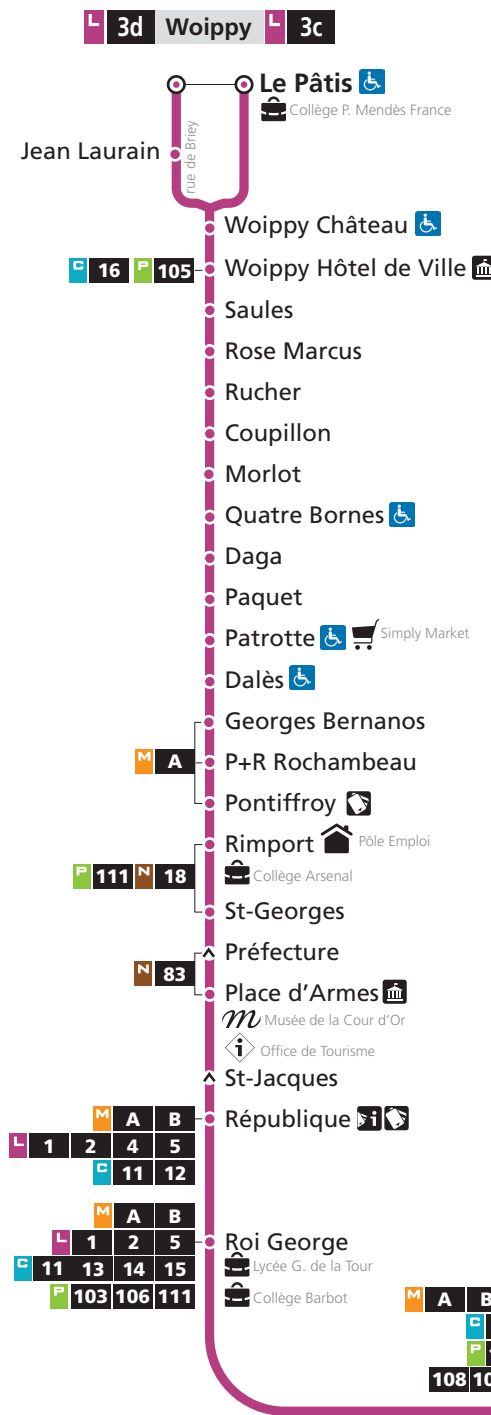 L 3d Woippy L 3c
Le Pâtis
Collège P. Mendès France
Jean Laurain
rue de Briey
Woippy Château
C 16 P 105 Woippy Hôtel de Ville
Saules
Rose Marcus
Rucher
Coupillon
Morlot
Quatre Bornes
Daga
Paquet
Patrotte Simply Market
Dalès
Georges Bernanos
M A P+R Rochambeau
Pontiffroy
Rimport Pôle Emploi
P 111 N 18 Collège Arsenal
St-Georges
Préfecture
N 83
Place d'Armes
m Musée de la Cour d'Or
i Office de Tourisme
St-Jacques
M A B République i
L 1 2 4 5
C 11 12
M A B
L 1 2 5 Roi George
C 11 13 14 15 Lycée G. de la Tour
P 103 106 111 Collège Barbot
M A B
C
P
108